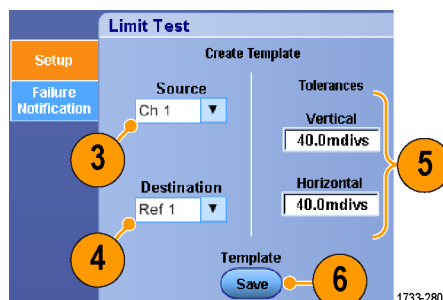 Limit Test
Setup
Failure
Notification
Create Template
Source
Ch 1
3
Destination
Ref 1
4
Tolerances
Vertical
40.0mdivs
Horizontal
40.0mdivs
5
Template
Save
6
1733-280